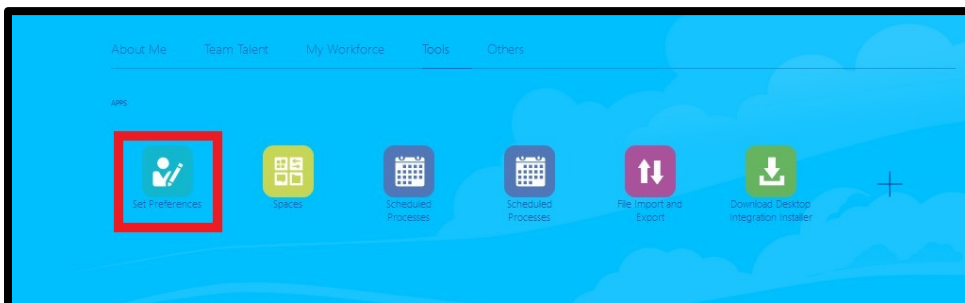 About Me Team Talent My Workforce Tools Others
APPS
Set Preferences Spaces Scheduled Scheduled File Import and Download Desktop
Processes Processes Export Integration Installer